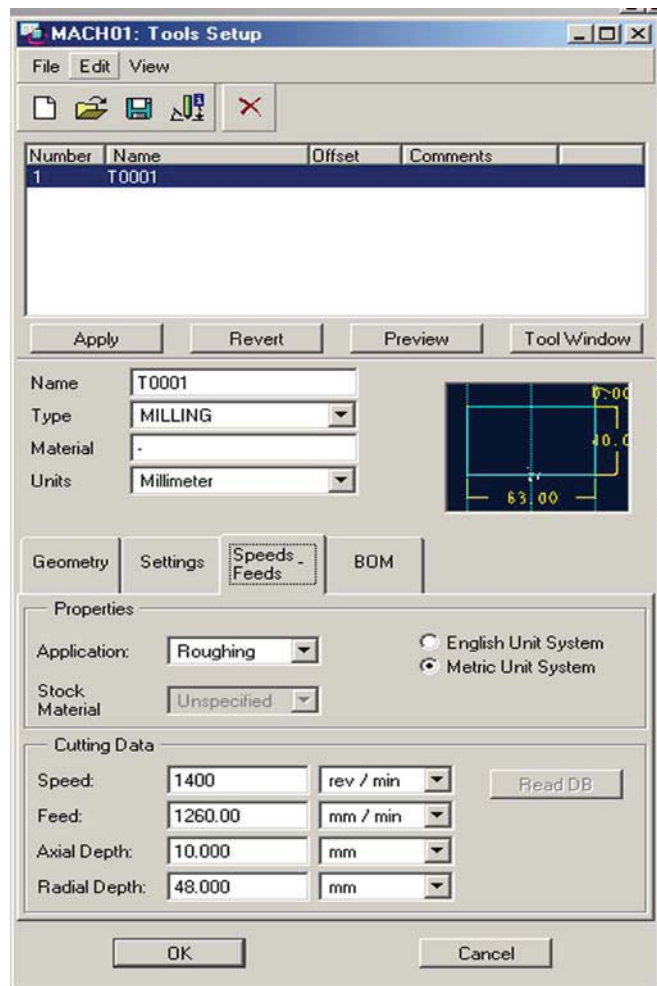 MACH01: Tools Setup
File Edit View
Number Name Offset Comments
1 T0001
Apply Revert Preview Tool Window
Name T0001
Type MILLING
Material -
Units Millimeter
63.00
Geometry Settings Speeds - Feeds BOM
Properties
Application: Roughing
English Unit System
Metric Unit System
Stock Material Unspecified
Cutting Data
Speed: 1400 rev / min Read DB
Feed: 1260.00 mm / min
Axial Depth: 10.000 mm
Radial Depth: 48.000 mm
OK Cancel